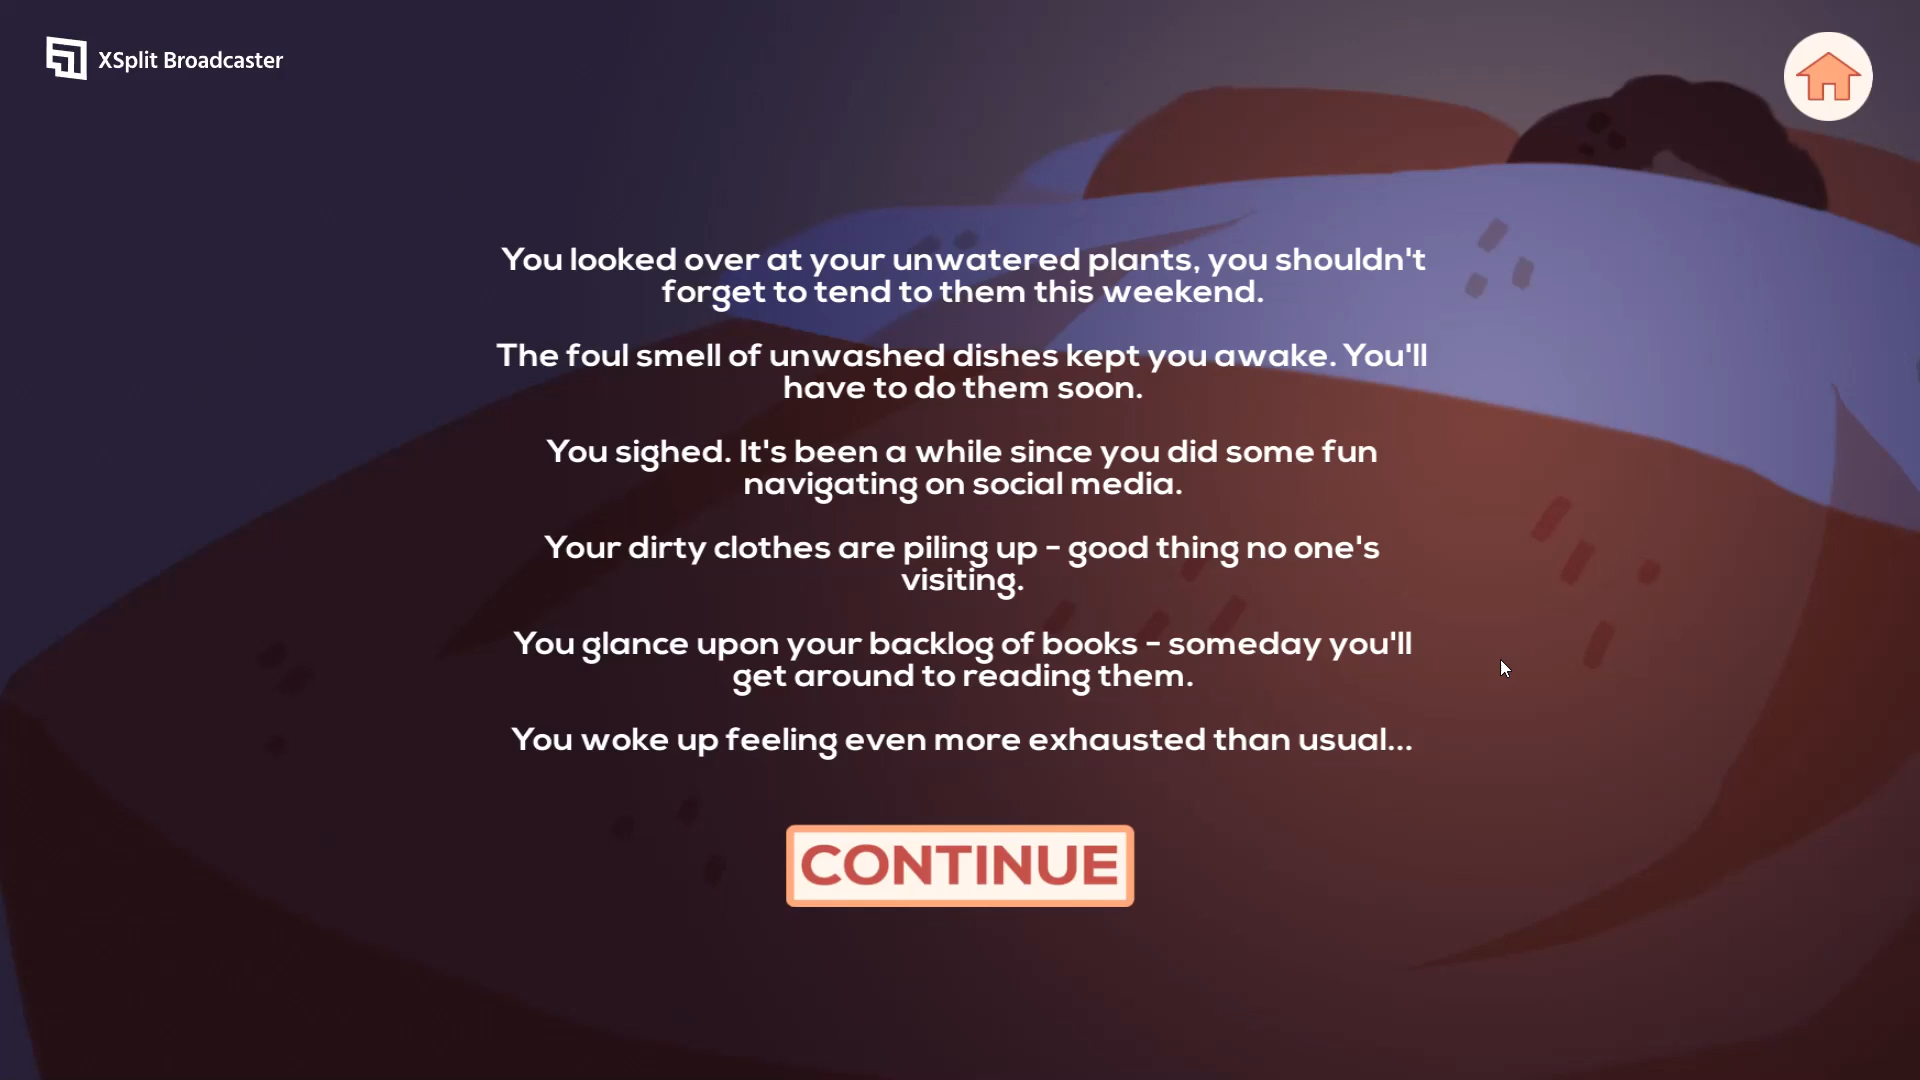 XSplit Broadcaster
You looked over at your unwatered plants, you shouldn't
forget to tend to them this weekend.
The foul smell of unwashed dishes kept you awake. You'll
have to do them soon.
You sighed. It's been a while since you did some fun
navigating on social media.
Your dirty clothes are piling up - good thing no one's
visiting.
You glance upon your backlog of books - someday you'll
get around to reading them.
You woke up feeling even more exhausted than usual...
CONTINUE